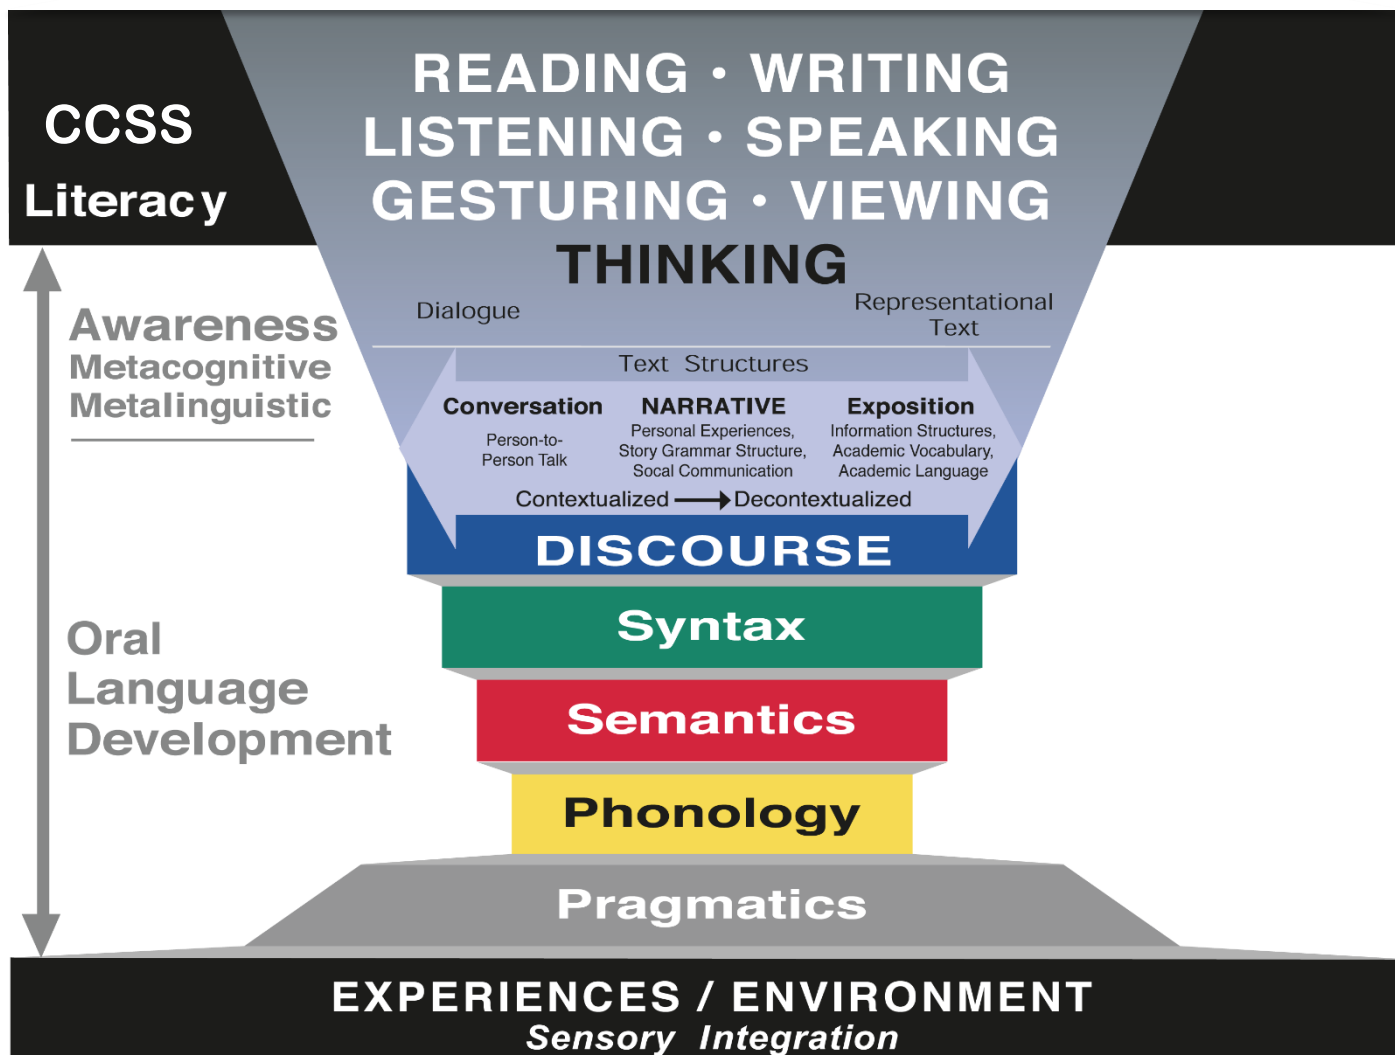 READING • WRITING
LISTENING • SPEAKING
GESTURING • VIEWING
THINKING
CCSS
Literacy
Awareness
Metacognitive
Metalinguistic
Oral
Language
Development
Dialogue
Representational
Text
Text Structures
Conversation
Person-to-
Person Talk
NARRATIVE
Personal Experiences,
Story Grammar Structure,
Socal Communication
Exposition
Information Structures,
Academic Vocabulary,
Academic Language
Contextualized → Decontextualized
DISCOURSE
Syntax
Semantics
Phonology
Pragmatics
EXPERIENCES / ENVIRONMENT
Sensory Integration